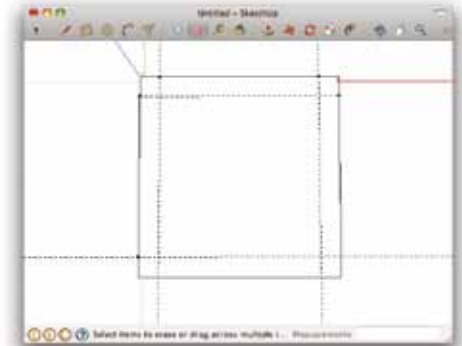 Untitled - SketchUp
Select items to erase or drag across multiple i... Measurements